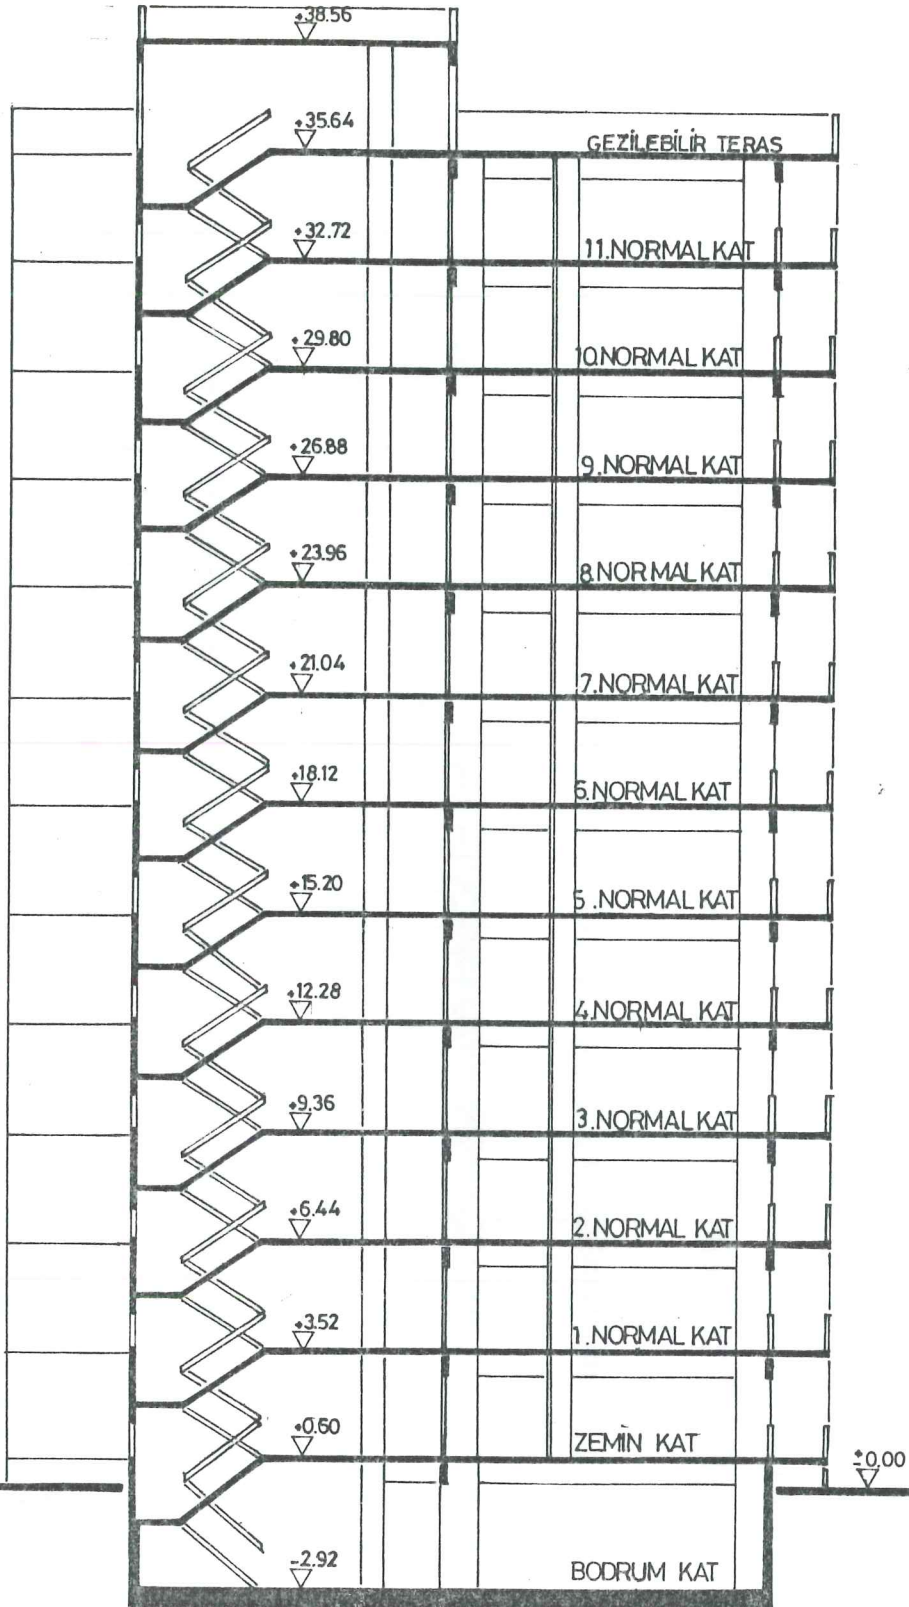 +38.56
+35.64
GEZİLEBİLİR TERAS
+32.72
11.NORMAL KAT
+29.80
10.NORMAL KAT
+26.88
9.NORMAL KAT
+23.96
8.NORMAL KAT
+21.04
7.NORMAL KAT
+18.12
6.NORMAL KAT
+15.20
5.NORMAL KAT
+12.28
4.NORMAL KAT
+9.36
3.NORMAL KAT
+6.44
2.NORMAL KAT
+3.52
1.NORMAL KAT
+0.60
ZEMİN KAT
±0.00
-2.92
BODRUM KAT